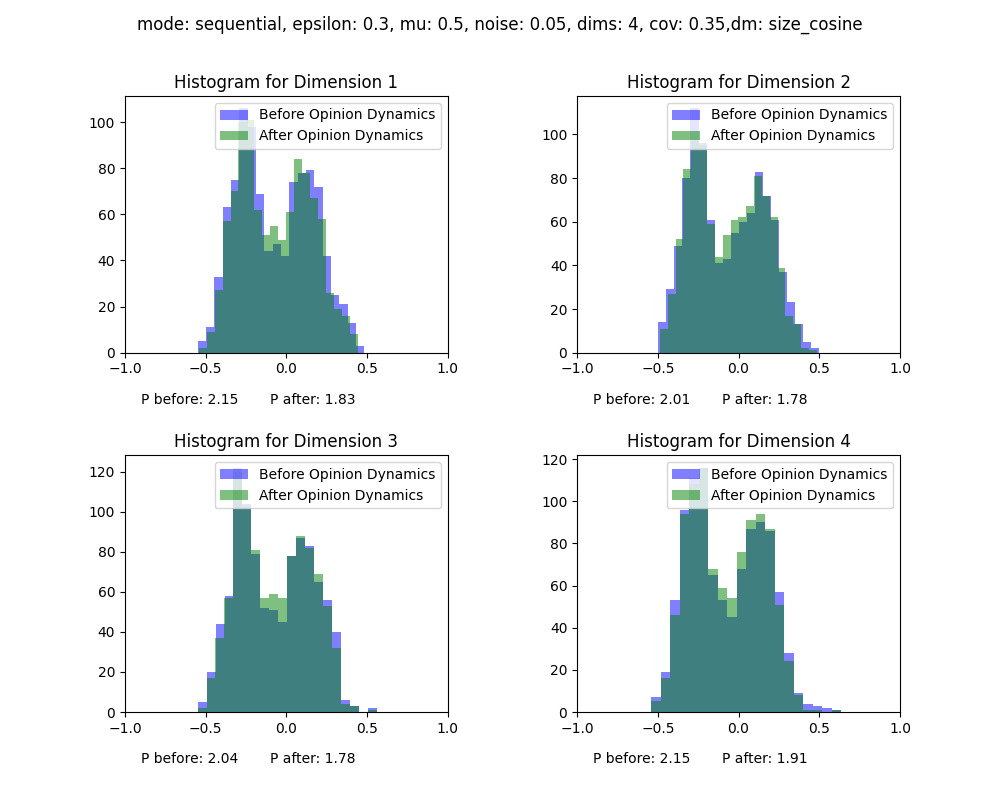 mode: sequential, epsilon: 0.3, mu: 0.5, noise: 0.05, dims: 4, cov: 0.35,dm: size_cosine
Histogram for Dimension 1
Before Opinion Dynamics
After Opinion Dynamics
100
80
60
40
20
0
−1.0 −0.5 0.0 0.5 1.0
P before: 2.15 P after: 1.83
Histogram for Dimension 2
Before Opinion Dynamics
After Opinion Dynamics
100
80
60
40
20
0
−1.0 −0.5 0.0 0.5 1.0
P before: 2.01 P after: 1.78
Histogram for Dimension 3
Before Opinion Dynamics
After Opinion Dynamics
120
100
80
60
40
20
0
−1.0 −0.5 0.0 0.5 1.0
P before: 2.04 P after: 1.78
Histogram for Dimension 4
Before Opinion Dynamics
After Opinion Dynamics
120
100
80
60
40
20
0
−1.0 −0.5 0.0 0.5 1.0
P before: 2.15 P after: 1.91